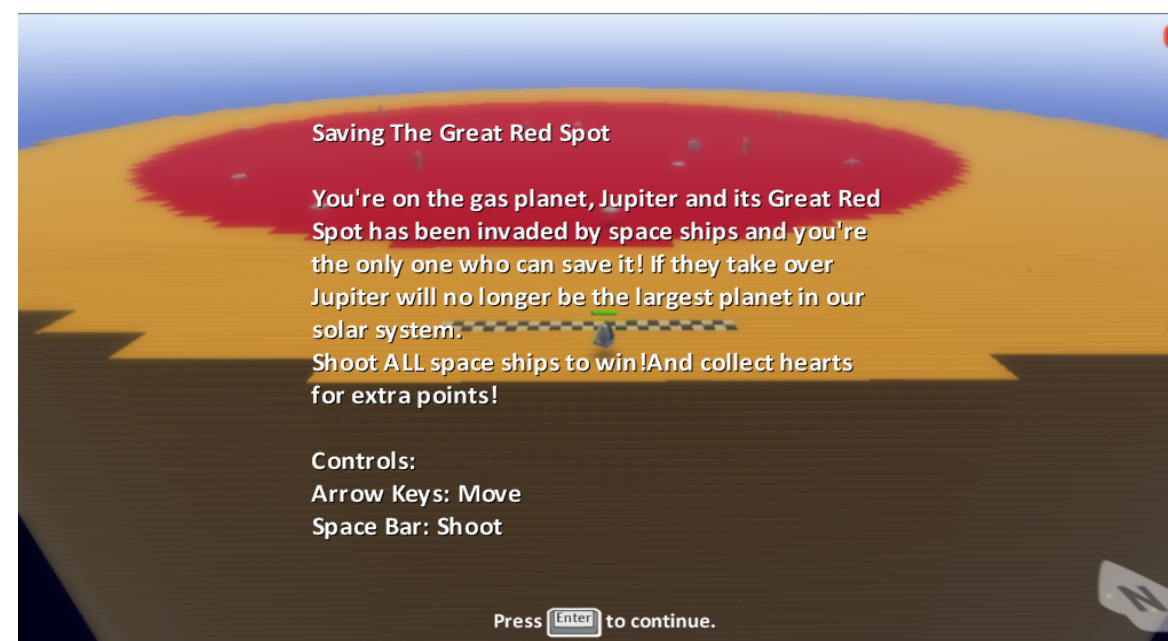 Saving The Great Red Spot
You're on the gas planet, Jupiter and its Great Red
Spot has been invaded by space ships and you're
the only one who can save it! If they take over
Jupiter will no longer be the largest planet in our
solar system.
Shoot ALL space ships to win!And collect hearts
for extra points!
Controls:
Arrow Keys: Move
Space Bar: Shoot
Press Enter to continue.
N